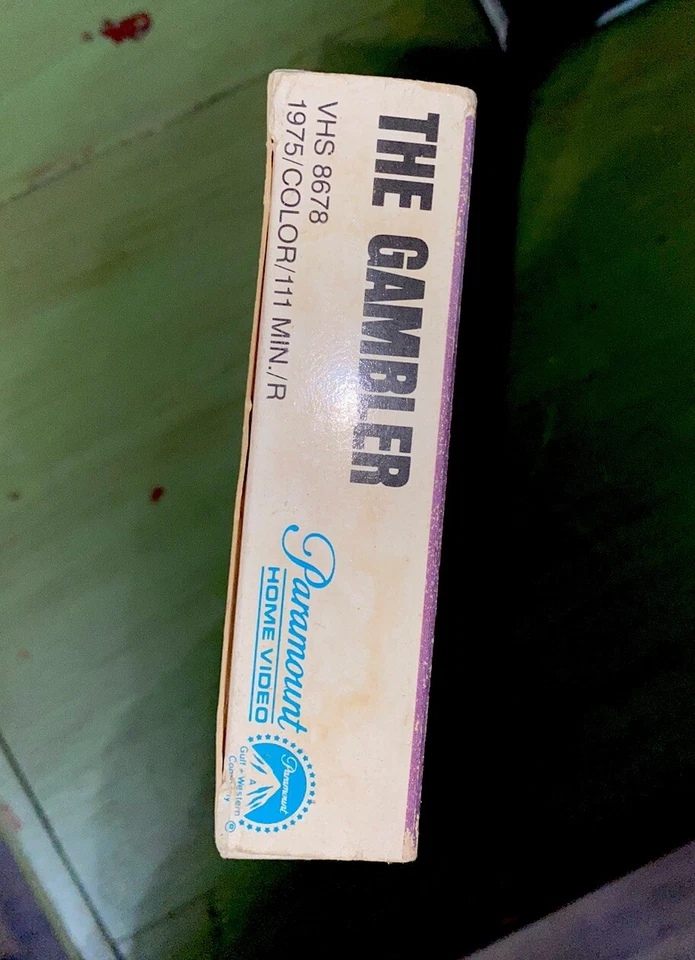 THE GAMBLER
VHS 8678
1975/COLOR/111 MIN./R
Paramount
HOME VIDEO
Paramount
A
Gulf + Western
Company
®